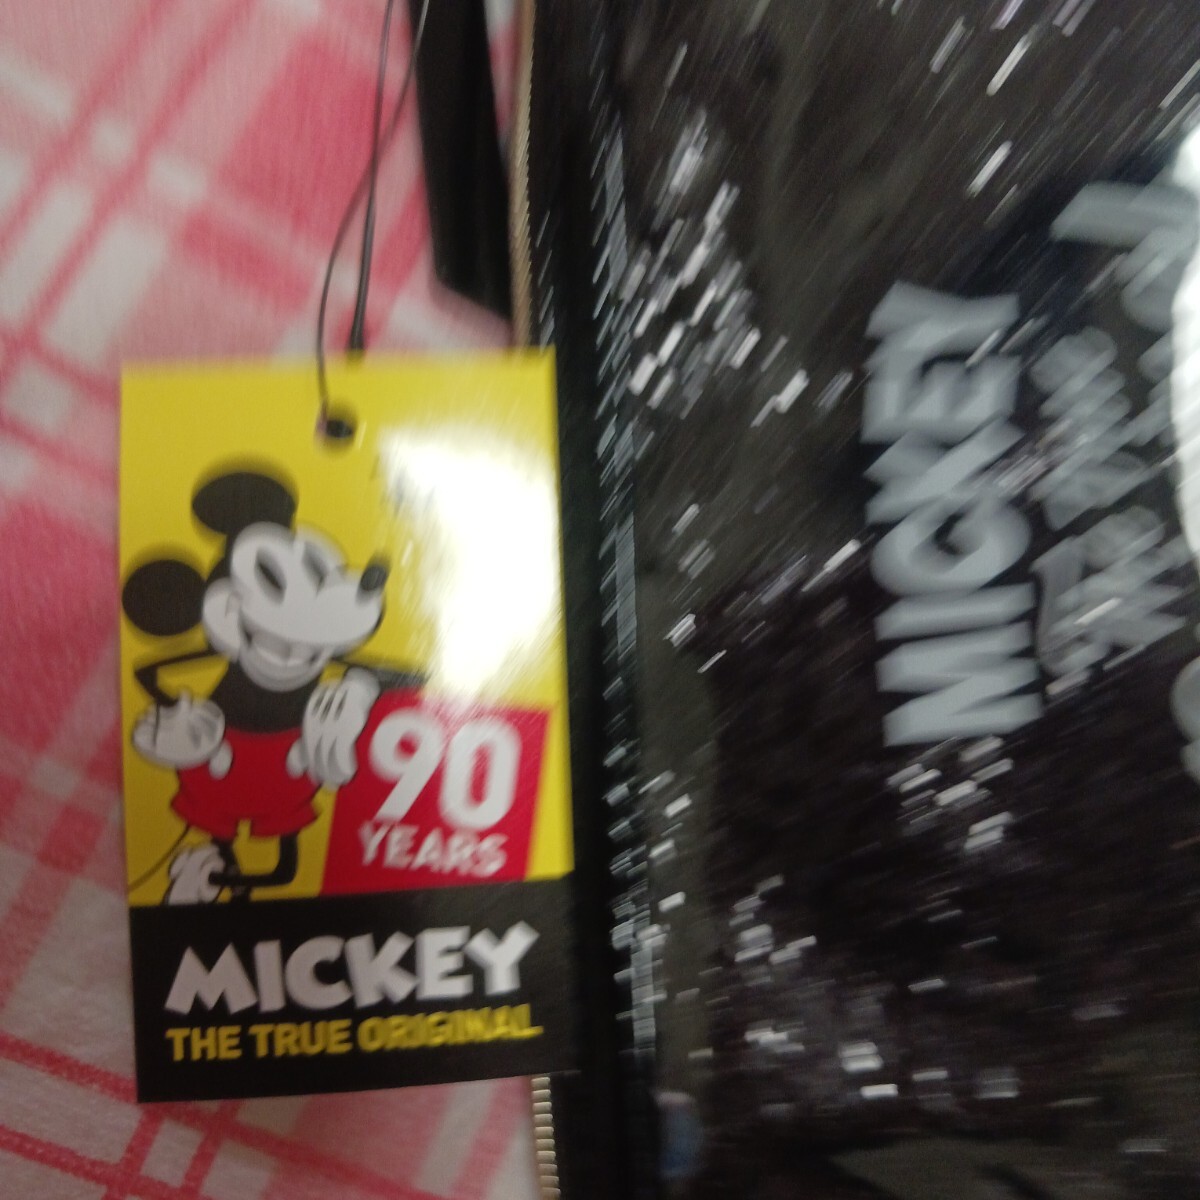 90
YEARS
MICKEY
THE TRUE ORIGINAL
MICKEY